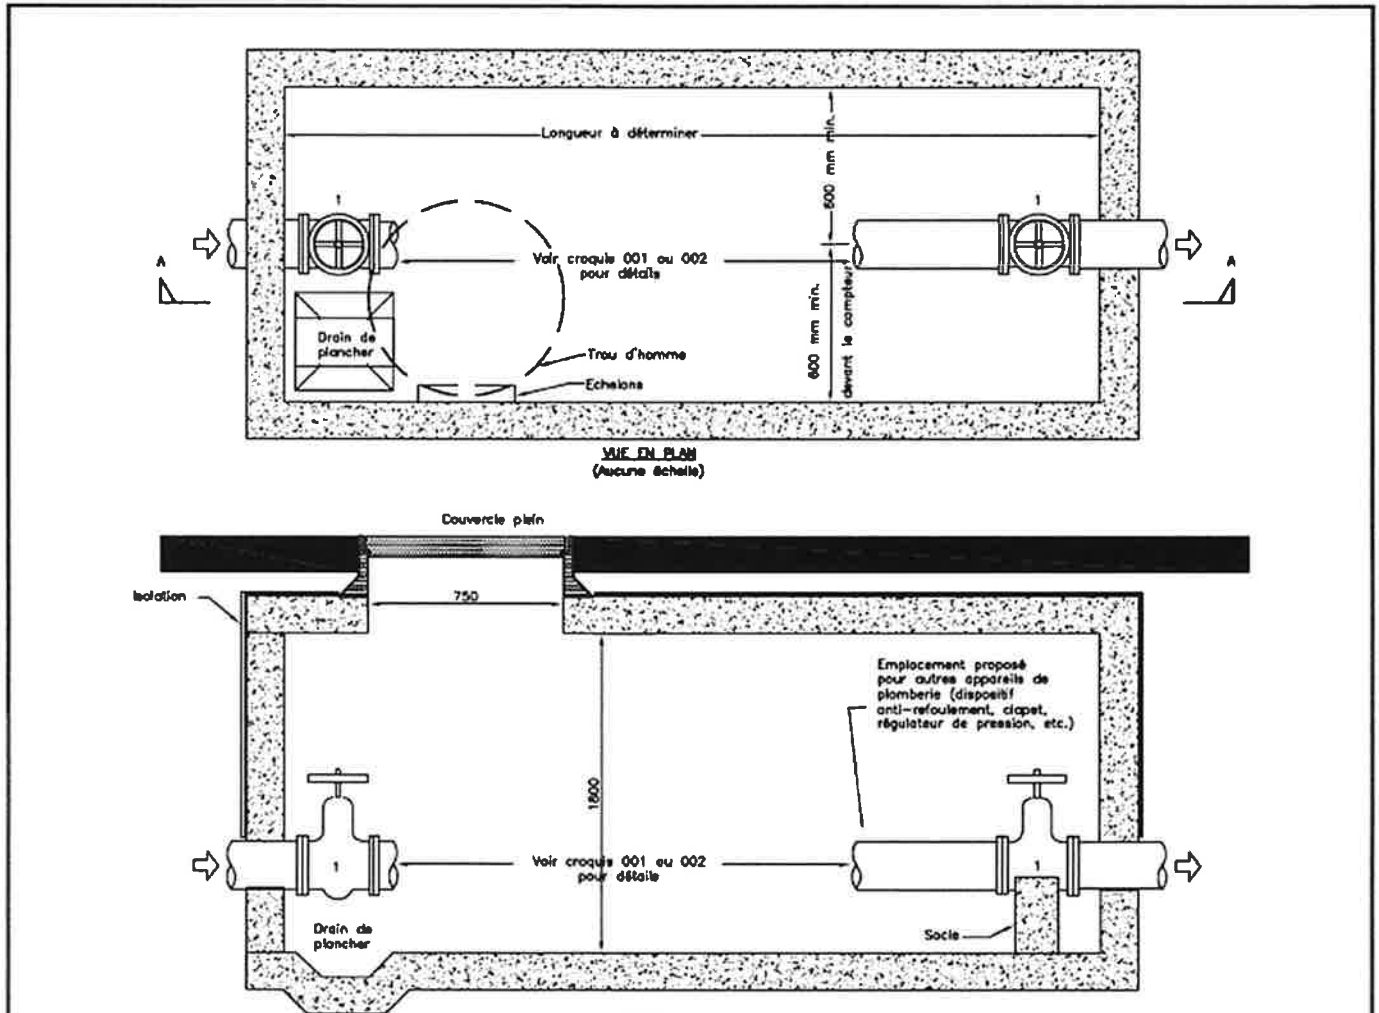 Longueur à déterminer
600 mm min.
1
1
A
Voir croquis 001 ou 002
pour détails
A
600 mm min.
devant le compteur
Drain de
plancher
Trou d'homme
Echelons
VUE EN PLAN
(Aucune échelle)
Couvercle plein
Isolation
750
Emplacement proposé
pour autres appareils de
plomberie (dispositif
anti-refoulement, clapet,
régulateur de pression, etc.)
1800
1
Voir croquis 001 ou 002
pour détails
1
Drain de
plancher
Socle